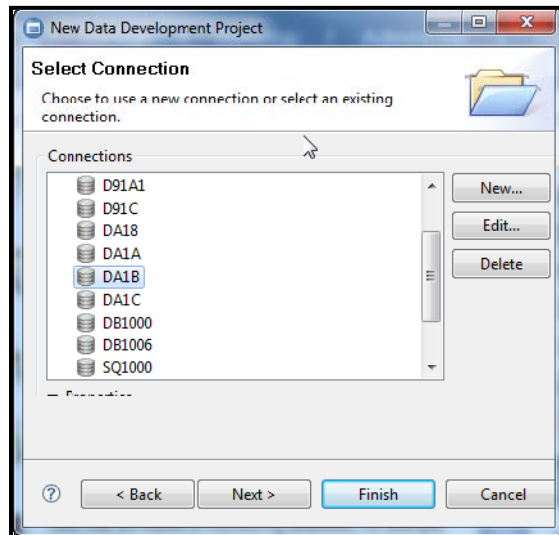 New Data Development Project
Select Connection
Choose to use a new connection or select an existing
connection.
Connections
D91A1
D91C
DA18
DA1A
DA1B
DA1C
DB1000
DB1006
SQ1000
New...
Edit...
Delete
Properties
?
< Back
Next >
Finish
Cancel